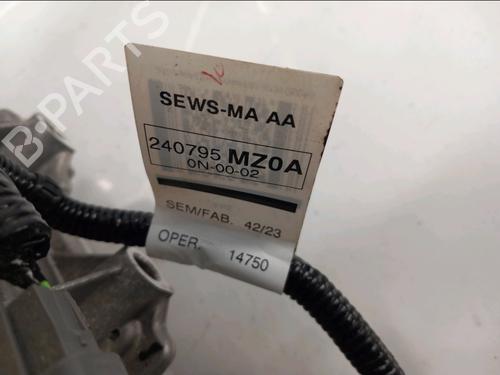 B-PARTS
SEWS-MA AA
240795 MZ0A
0N-00-02
SEM/FAB. 42/23
OPER. 14750